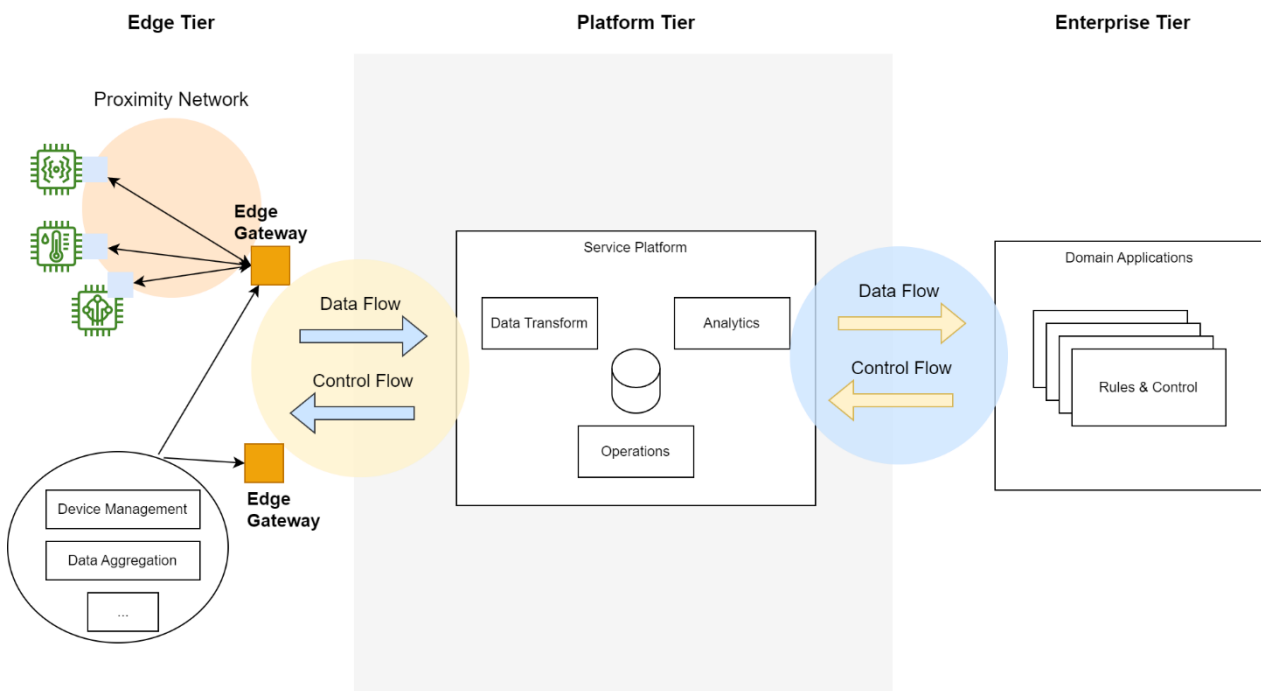 Edge Tier
Platform Tier
Enterprise Tier
Proximity Network
Edge
Gateway
Data Flow
Control Flow
Edge
Gateway
Device Management
Data Aggregation
...
Service Platform
Data Transform
Analytics
Operations
Data Flow
Control Flow
Domain Applications
Rules & Control